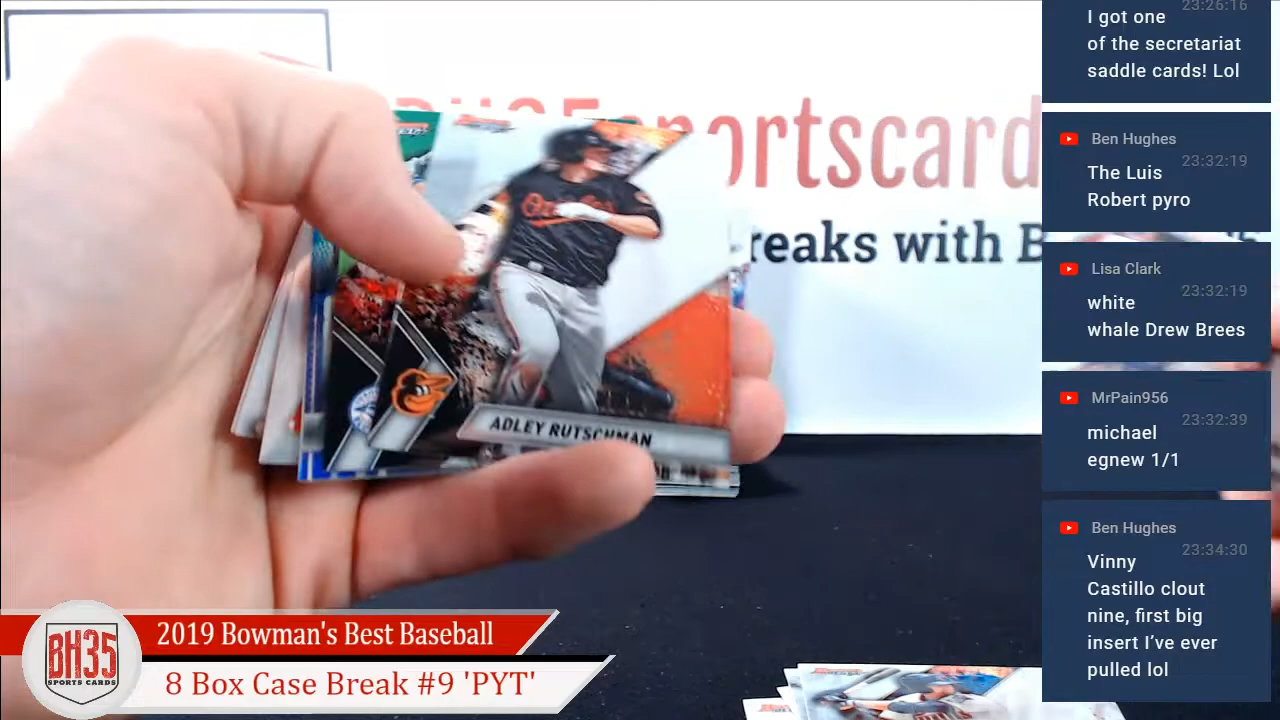 BH35sportscard
reaks with B
Orioles
ADLEY RUTSCHMAN
2019 Bowman's Best Baseball
8 Box Case Break #9 'PYT'
BH35
SPORTS CARDS
23:26:16
I got one
of the secretariat
saddle cards! Lol
Ben Hughes
23:32:19
The Luis
Robert pyro
Lisa Clark
23:32:19
white
whale Drew Brees
MrPain956
23:32:39
michael
egnew 1/1
Ben Hughes
23:34:30
Vinny
Castillo clout
nine, first big
insert I've ever
pulled lol